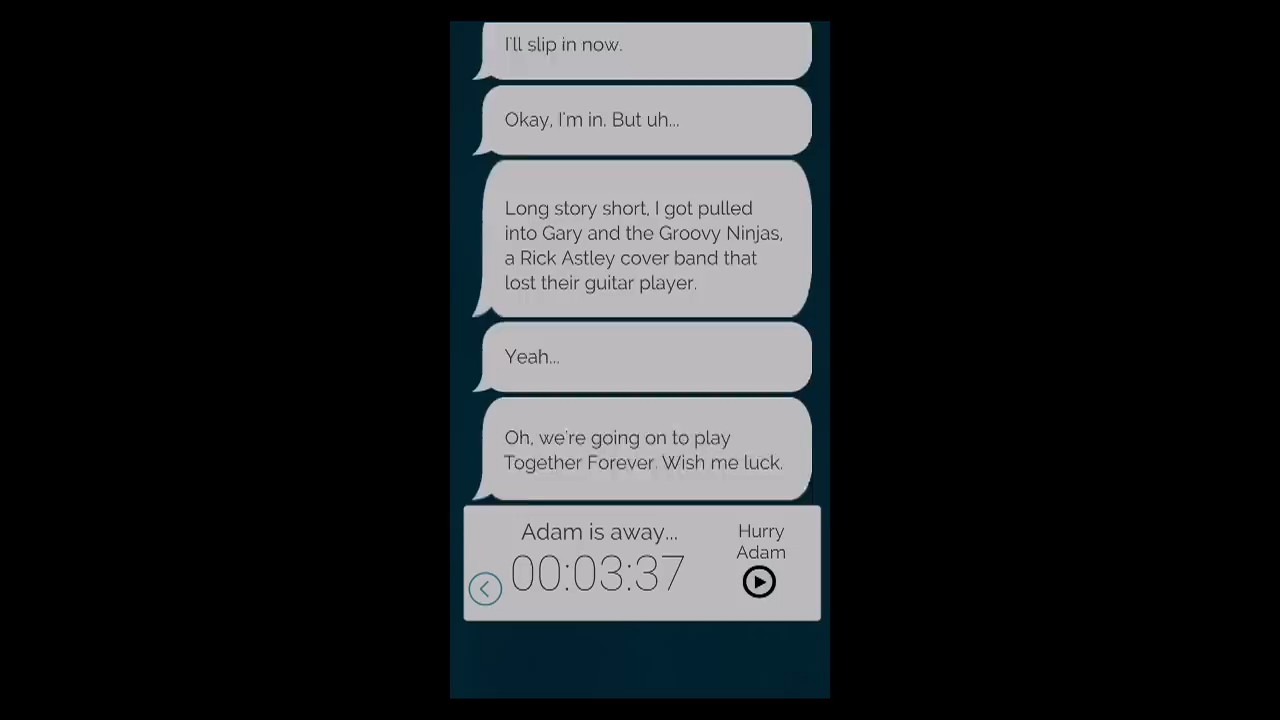 I'll slip in now.
Okay, I'm in. But uh...
Long story short, I got pulled
into Gary and the Groovy Ninjas,
a Rick Astley cover band that
lost their guitar player.
Yeah...
Oh, we're going on to play
Together Forever. Wish me luck.
Adam is away...
00:03:37
Hurry
Adam